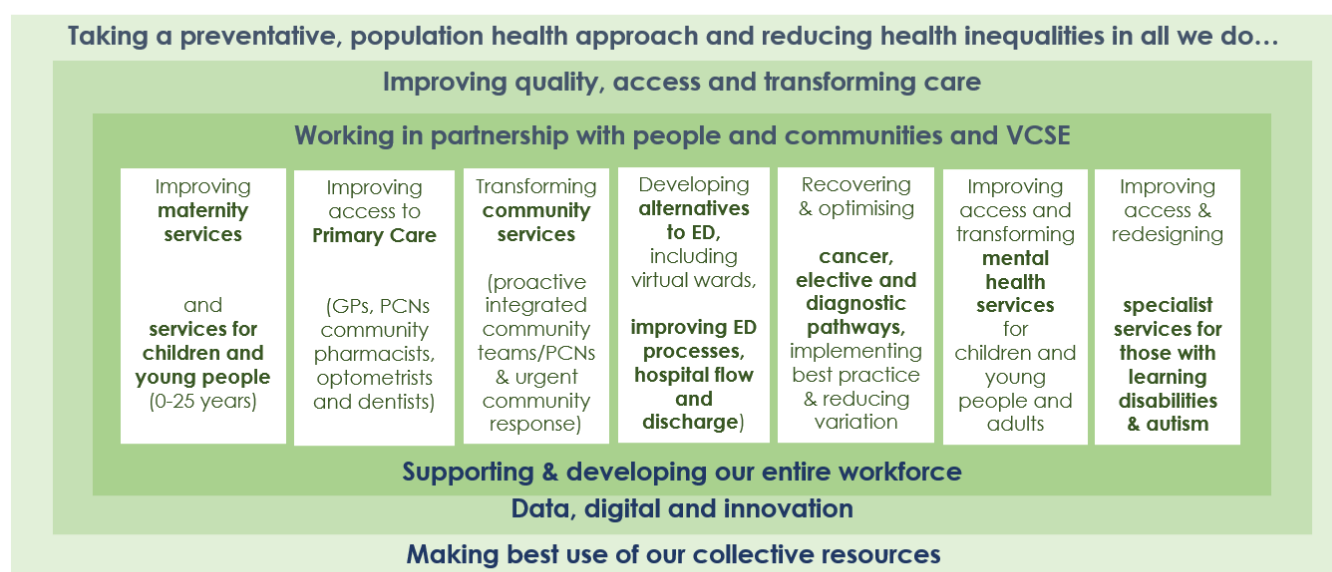 Taking a preventative, population health approach and reducing health inequalities in all we do…
Improving quality, access and transforming care
Working in partnership with people and communities and VCSE
Improving
maternity
services
and
services for
children and
young people
(0-25 years)
Improving
access to
Primary Care
(GPs, PCNs
community
pharmacists,
optometrists
and dentists)
Transforming
community
services
(proactive
integrated
community
teams/PCNs
& urgent
community
response)
Developing
alternatives
to ED,
including
virtual wards,
improving ED
processes,
hospital flow
and
discharge)
Recovering
& optimising
cancer,
elective and
diagnostic
pathways,
implementing
best practice
& reducing
variation
Improving
access and
transforming
mental
health
services
for
children and
young
people and
adults
Improving
access &
redesigning
specialist
services for
those with
learning
disabilities
& autism
Supporting & developing our entire workforce
Data, digital and innovation
Making best use of our collective resources